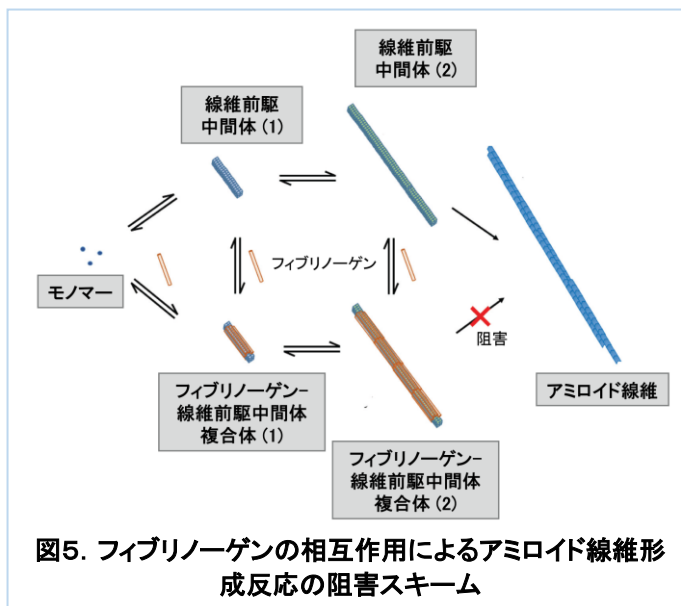 線維前駆
中間体 (2)
線維前駆
中間体 (1)
モノマー
フィブリノーゲン
阻害
アミロイド線維
フィブリノーゲン−
線維前駆中間体
複合体 (1)
フィブリノーゲン−
線維前駆中間体
複合体 (2)
図5. フィブリノーゲンの相互作用によるアミロイド線維形
成反応の阻害スキーム